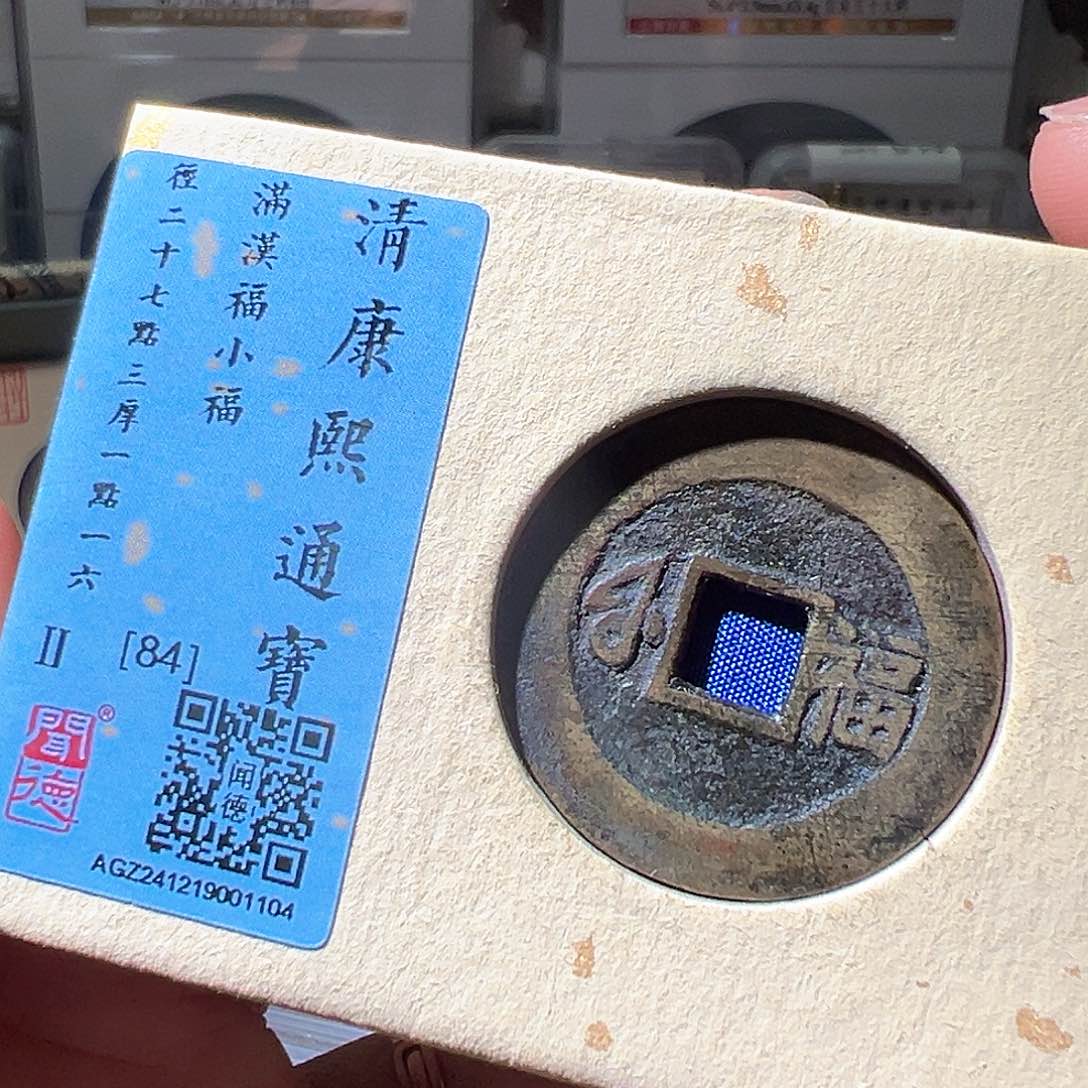 清康熙通寶
滿漢福小福
徑二十七點三厚一點一六
II [84]
聞德®
闻德
AGZ241219001104
福